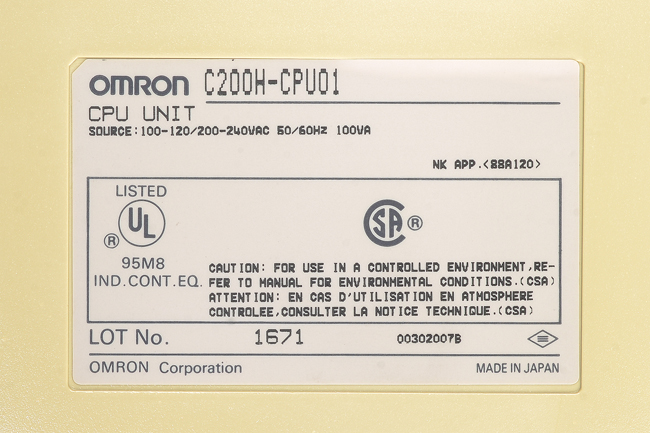 OMRON C200H-CPU01
CPU UNIT
SOURCE:100-120/200-240VAC 50/60Hz 100VA
NK APP.<88A120>
LISTED
UL
®
95M8
IND.CONT.EQ.
SA ®
CAUTION: FOR USE IN A CONTROLLED ENVIRONMENT,RE-
FER TO MANUAL FOR ENVIRONMENTAL CONDITIONS.(CSA)
ATTENTION: EN CAS D'UTILISATION EN ATMOSPHERE
CONTROLEE,CONSULTER LA NOTICE TECHNIQUE.(CSA)
LOT No. 1671 00302007B
OMRON Corporation MADE IN JAPAN